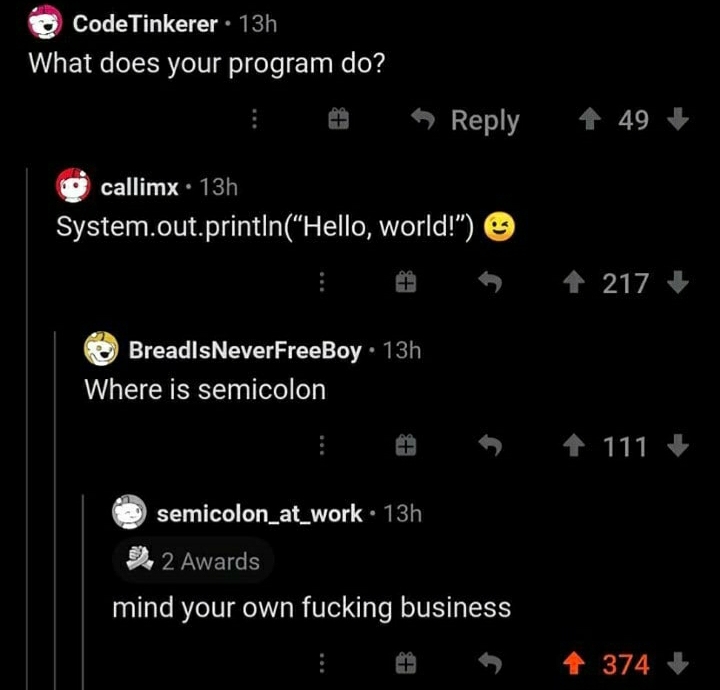 CodeTinkerer • 13h
What does your program do?
Reply 49
callimx • 13h
System.out.println(“Hello, world!”) 😉
217
BreadIsNeverFreeBoy • 13h
Where is semicolon
111
semicolon_at_work • 13h
2 Awards
mind your own fucking business
374